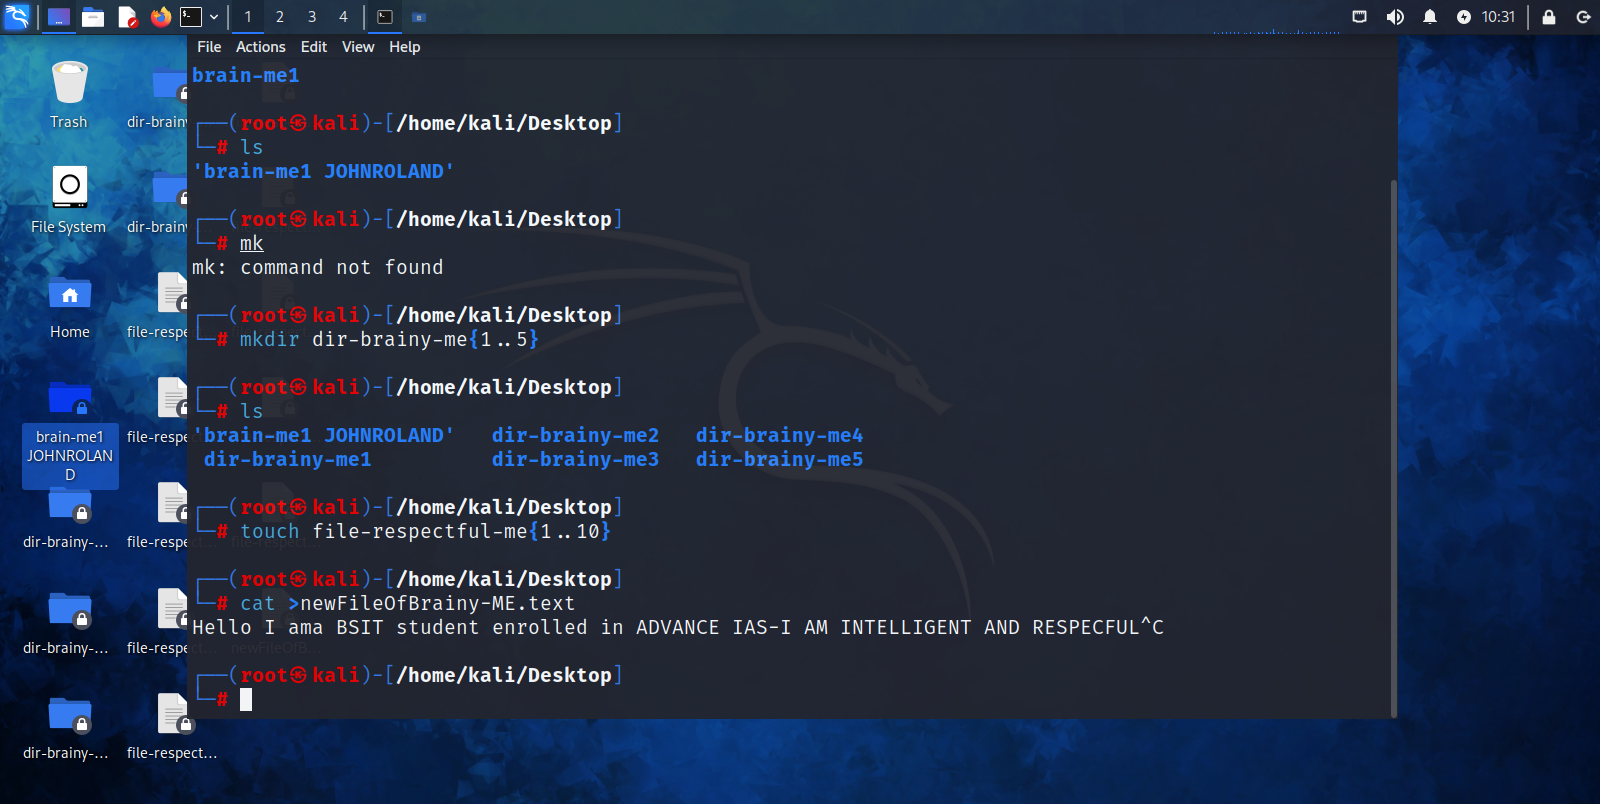 1 2 3 4
10:31
File Actions Edit View Help
brain-me1
┌──(root㉿kali)-[/home/kali/Desktop]
└─# ls
'brain-me1 JOHNROLAND'
┌──(root㉿kali)-[/home/kali/Desktop]
└─# mk
mk: command not found
┌──(root㉿kali)-[/home/kali/Desktop]
└─# mkdir dir-brainy-me{1..5}
┌──(root㉿kali)-[/home/kali/Desktop]
└─# ls
'brain-me1 JOHNROLAND' dir-brainy-me2 dir-brainy-me4
dir-brainy-me1 dir-brainy-me3 dir-brainy-me5
┌──(root㉿kali)-[/home/kali/Desktop]
└─# touch file-respectful-me{1..10}
┌──(root㉿kali)-[/home/kali/Desktop]
└─# cat >newFileOfBrainy-ME.text
Hello I ama BSIT student enrolled in ADVANCE IAS-I AM INTELLIGENT AND RESPECFUL^C
┌──(root㉿kali)-[/home/kali/Desktop]
└─#
Trash
File System
Home
brain-me1
JOHNROLAN
D
dir-brainy-...
dir-brainy-...
dir-brainy-...
dir-brainy
dir-brainy
file-respec
file-respe
file-respect...
file-respect...
file-respect...
newFileOfB...